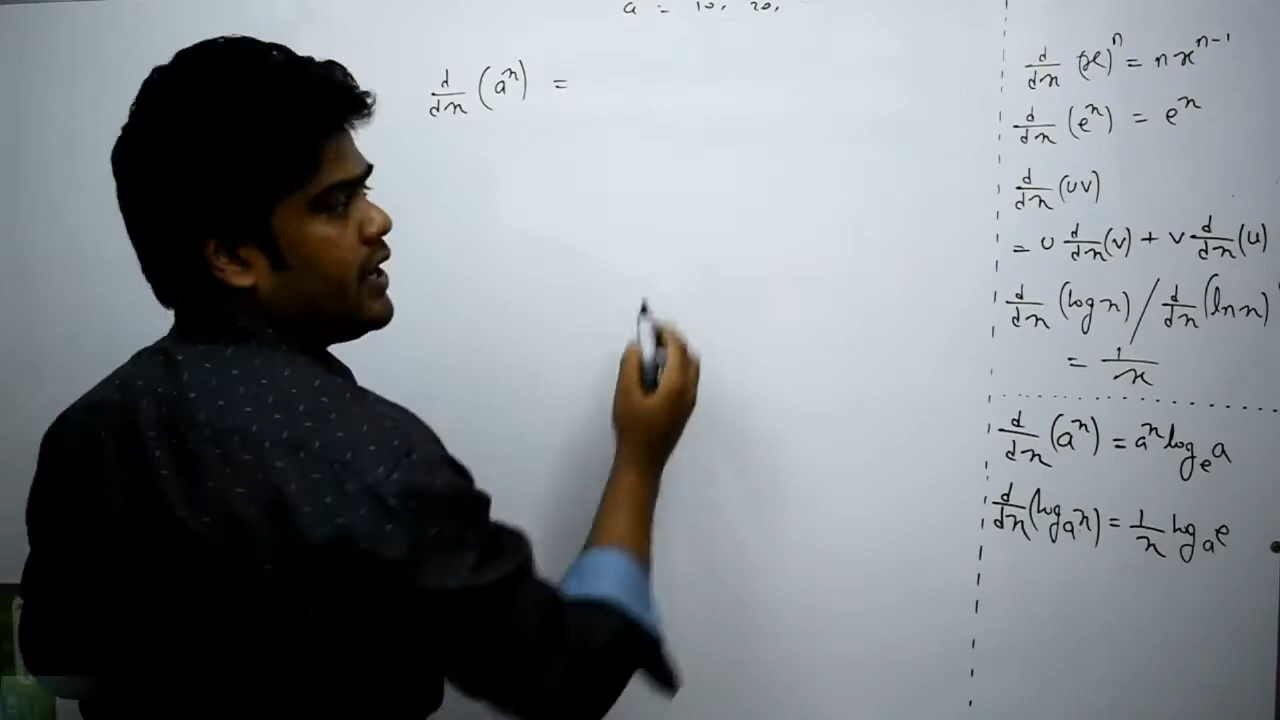 a = 10, 20,
d/dx (a^x) =
d/dx (x)^n = n x^{n-1}
d/dx (e^x) = e^x
d/dx (uv)
= u d/dx (v) + v d/dx (u)
d/dx (log x) / d/dx (ln x)
= 1/x
d/dx (a^x) = a^x log_e a
d/dx (log_a x) = 1/x log_a e